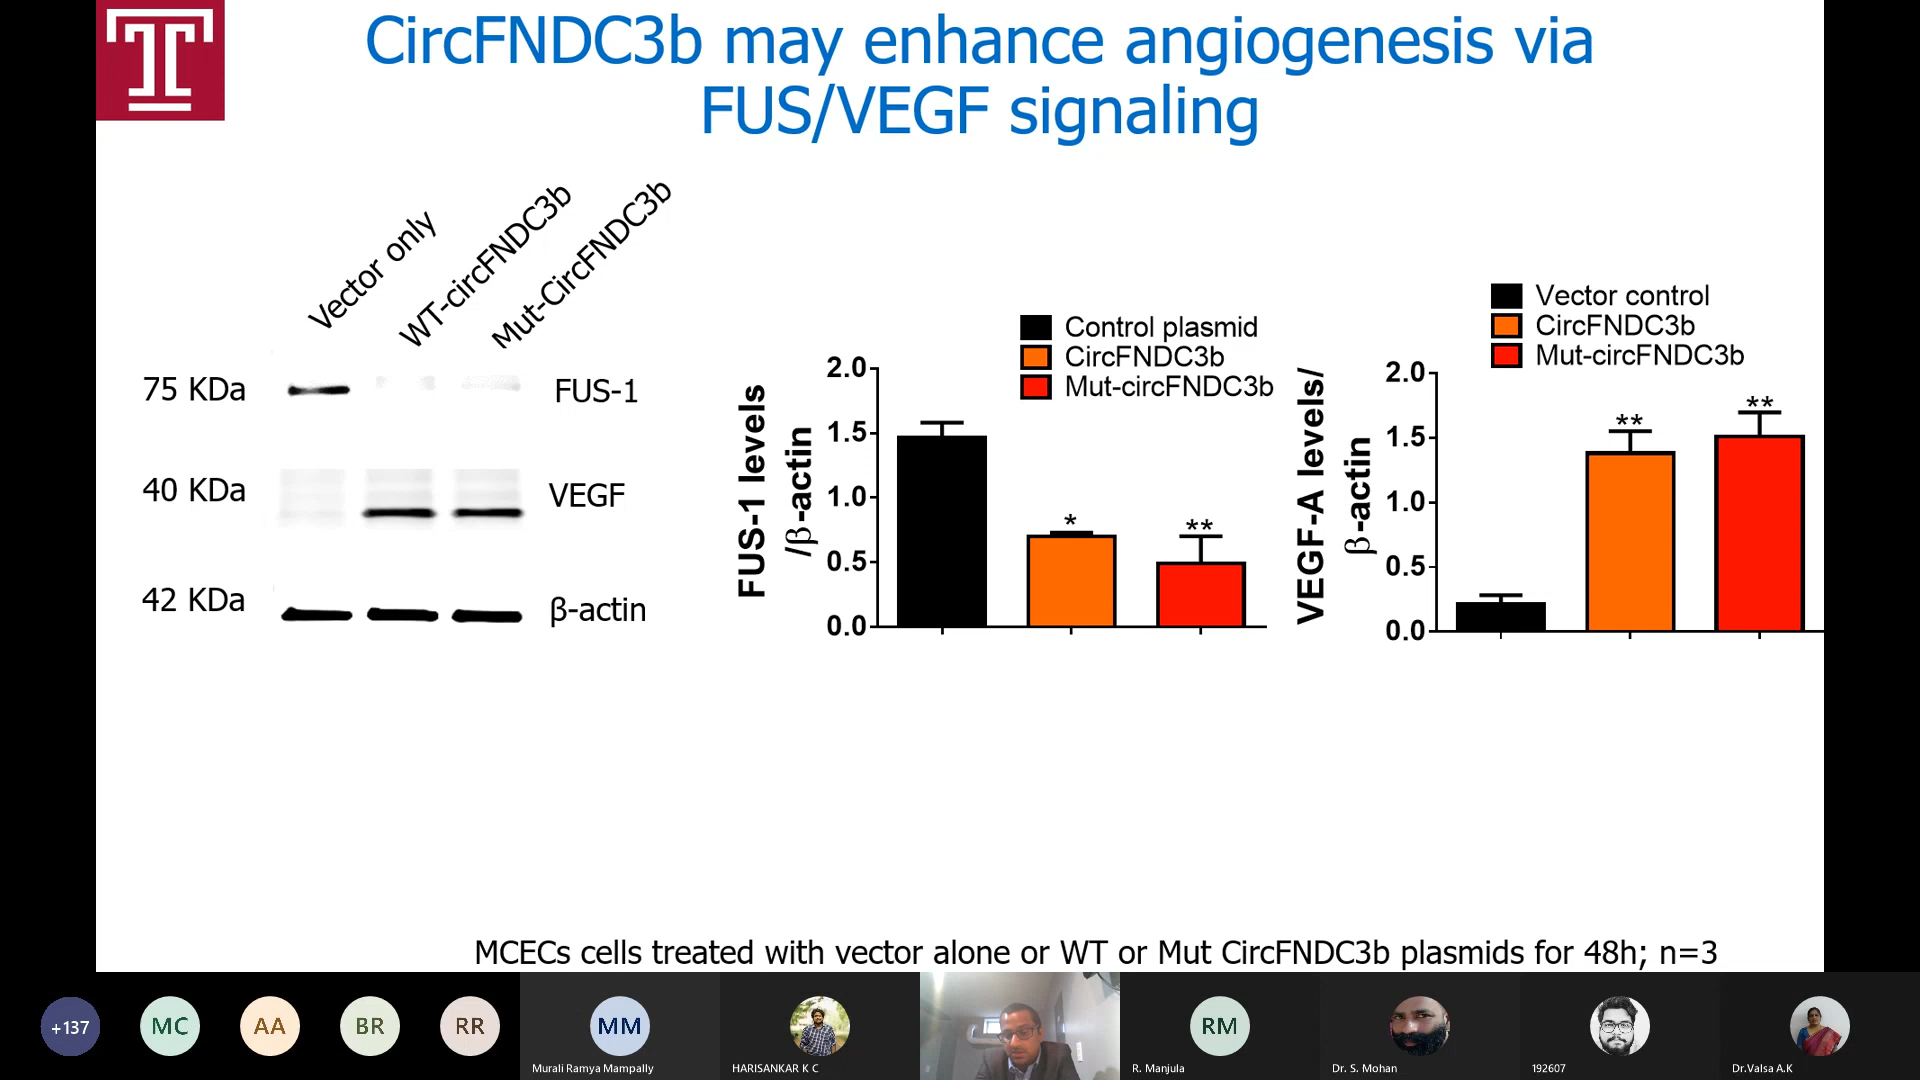 CircFNDC3b may enhance angiogenesis via
FUS/VEGF signaling
Vector only
WT-circFNDC3b
Mut-CircFNDC3b
75 KDa
FUS-1
40 KDa
VEGF
42 KDa
β-actin
Control plasmid
CircFNDC3b
Mut-circFNDC3b
FUS-1 levels
/β-actin
2.0
1.5
1.0
0.5
0.0
*
**
Vector control
CircFNDC3b
Mut-circFNDC3b
VEGF-A levels/
β-actin
2.0
1.5
1.0
0.5
0.0
**
**
MCECs cells treated with vector alone or WT or Mut CircFNDC3b plasmids for 48h; n=3
+137
MC
AA
BR
RR
MM
RM
Murali Ramya Mampally
HARISANKAR K C
R. Manjula
Dr. S. Mohan
192607
Dr.Valsa A.K